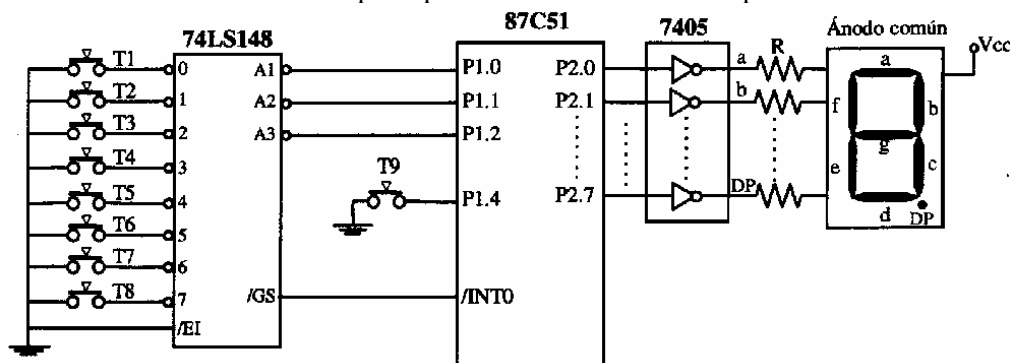 87C51
7405
Ánodo común
Vcc
74LS148
T1
0
A1
P1.0
P2.0
a
R
a
T2
1
A2
P1.1
P2.1
b
f
b
T3
2
A3
P1.2
T4
3
T9
g
T5
4
P1.4
P2.7
DP
e
c
T6
5
d
DP
T7
6
T8
7
/GS
/INT0
/EI